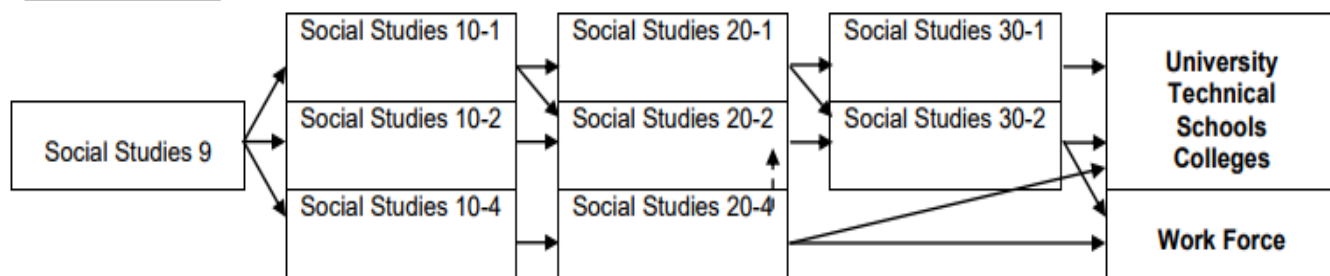 Social Studies 10-1
Social Studies 20-1
Social Studies 30-1
University
Technical
Schools
Colleges
Social Studies 9
Social Studies 10-2
Social Studies 20-2
Social Studies 30-2
Social Studies 10-4
Social Studies 20-4
Work Force